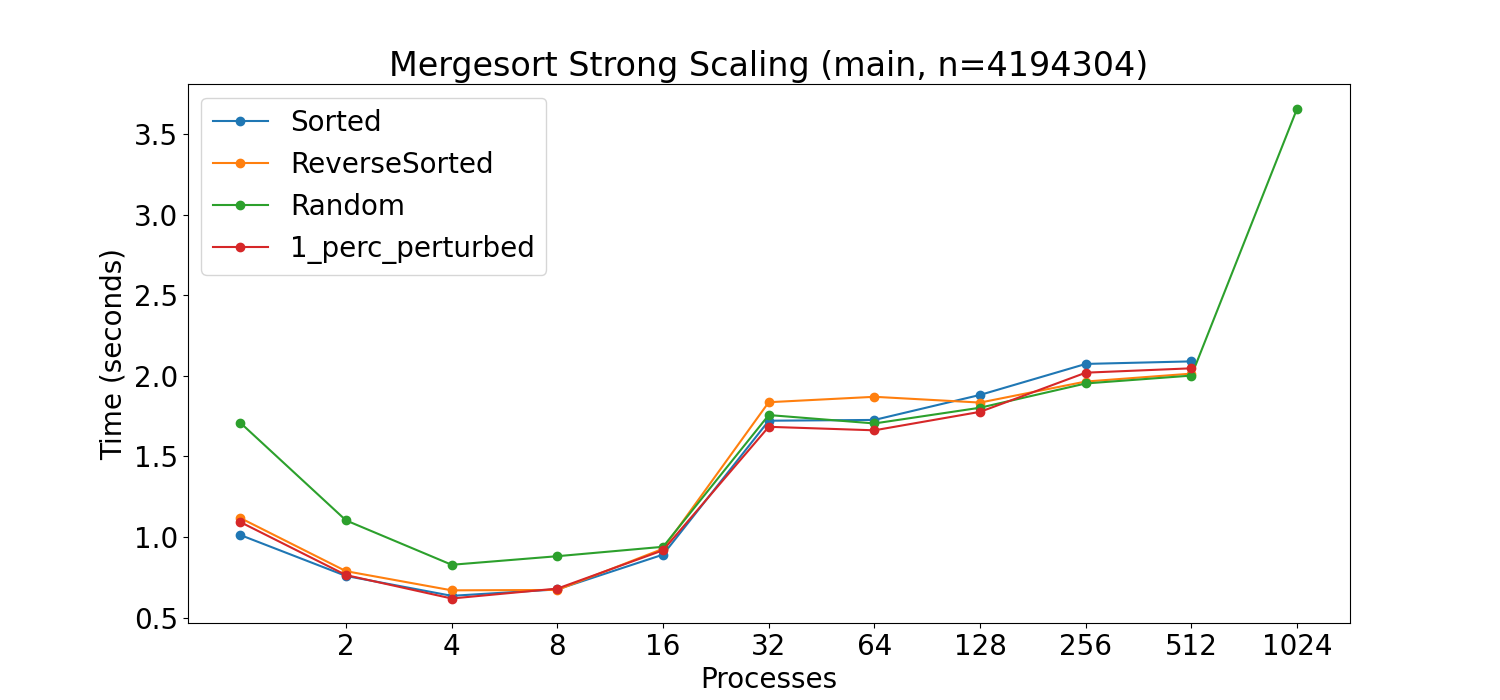 Mergesort Strong Scaling (main, n=4194304)
Sorted
ReverseSorted
Random
1_perc_perturbed
Time (seconds)
3.5
3.0
2.5
2.0
1.5
1.0
0.5
2 4 8 16 32 64 128 256 512 1024
Processes